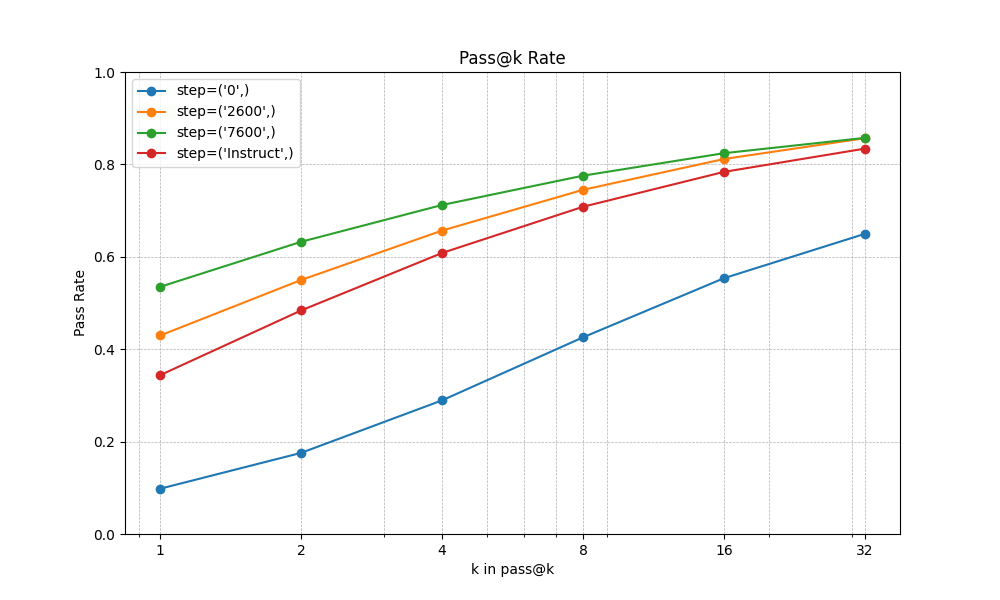 Pass@k Rate
step=('0',)
step=('2600',)
step=('7600',)
step=('Instruct',)
Pass Rate
1.0
0.8
0.6
0.4
0.2
0.0
1 2 4 8 16 32
k in pass@k